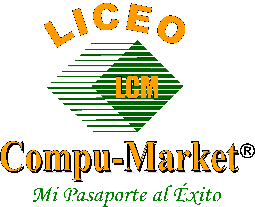 LICEO
LCM
Compu-Market®
Mi Pasaporte al Éxito